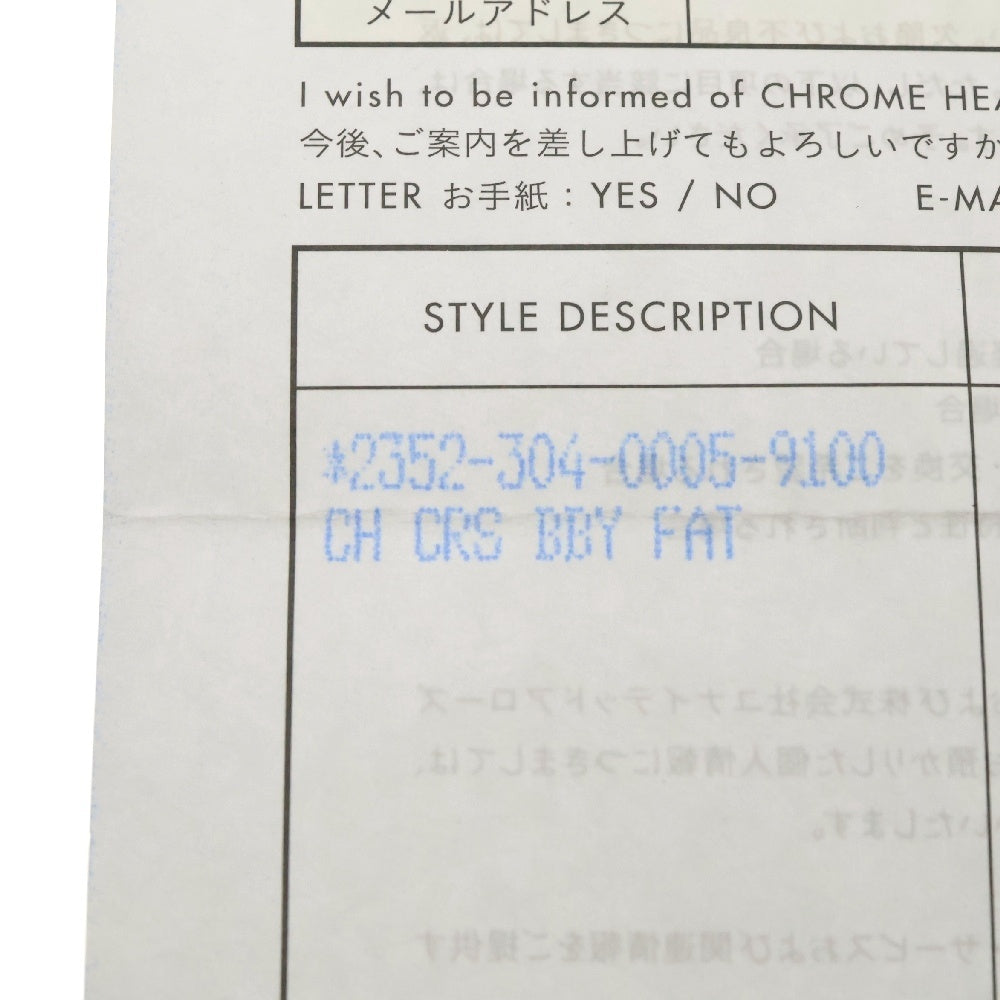 メールアドレス
I wish to be informed of CHROME HEA
今後、ご案内を差し上げてもよろしいですか
LETTER お手紙 : YES / NO E-MA
STYLE DESCRIPTION
*2352-304-0005-9100
CH CRS BBY FAT